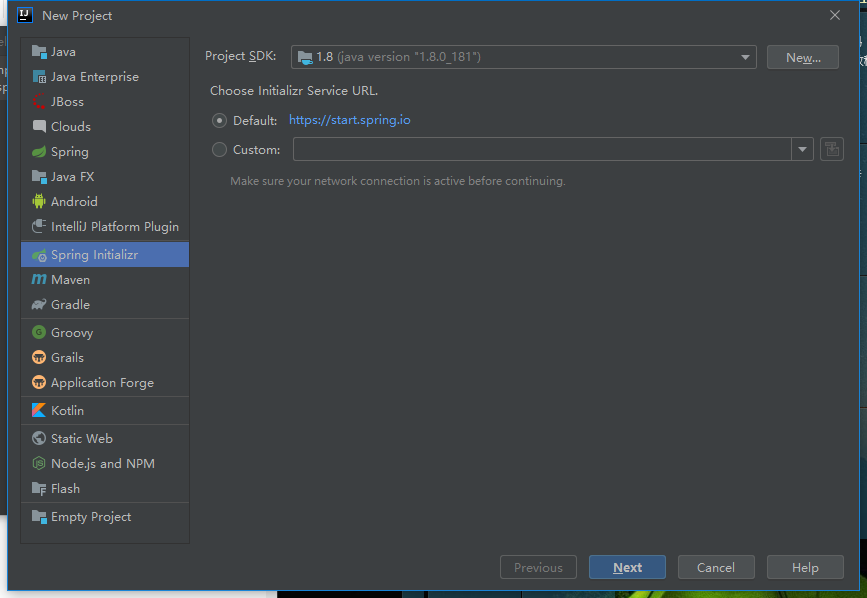 New Project
Java
Java Enterprise
JBoss
Clouds
Spring
Java FX
Android
IntelliJ Platform Plugin
Spring Initializr
Maven
Gradle
Groovy
Grails
Application Forge
Kotlin
Static Web
Node.js and NPM
Flash
Empty Project
Project SDK: 1.8 (java version "1.8.0_181") New...
Choose Initializr Service URL.
Default: https://start.spring.io
Custom:
Make sure your network connection is active before continuing.
Previous Next Cancel Help